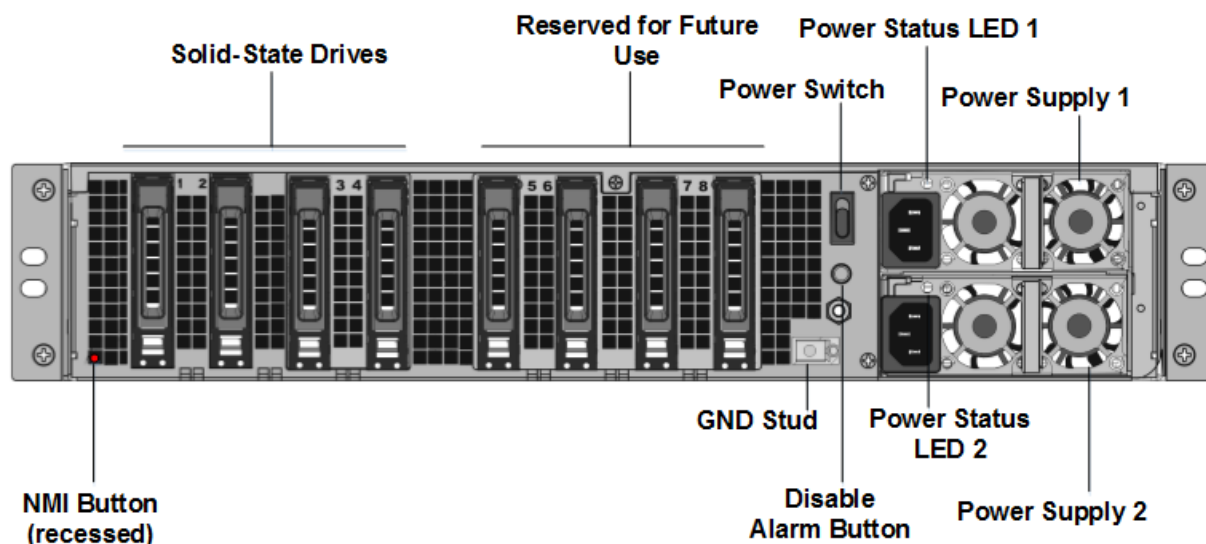 Solid-State Drives
Reserved for Future
Use
Power Status LED 1
Power Switch
Power Supply 1
1 2
3 4
5 6
7 8
GND Stud
Power Status
LED 2
NMI Button
(recessed)
Disable
Alarm Button
Power Supply 2